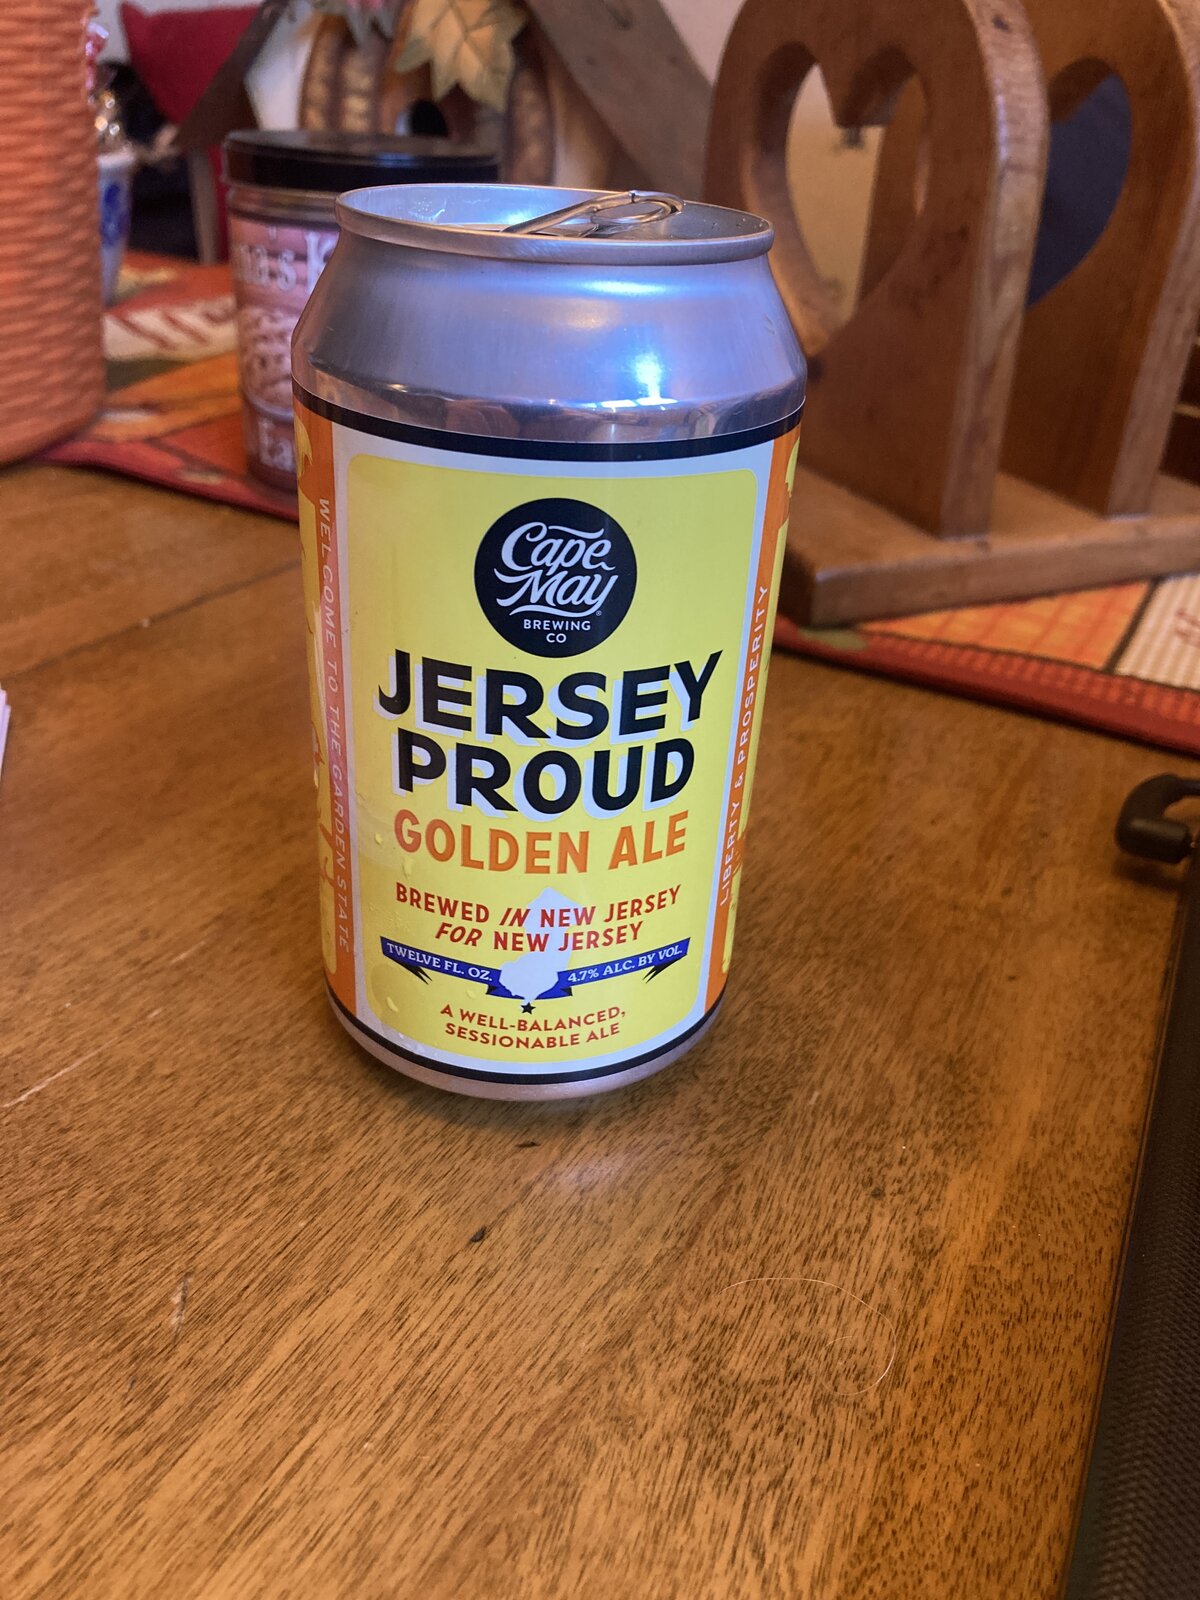 Cape
May
BREWING
CO
JERSEY
PROUD
GOLDEN ALE
BREWED IN NEW JERSEY
FOR NEW JERSEY
TWELVE FL. OZ. 4.7% ALC. BY VOL.
A WELL-BALANCED,
SESSIONABLE ALE
WELCOME TO THE GARDEN STATE
LIBERTY & PROSPERITY